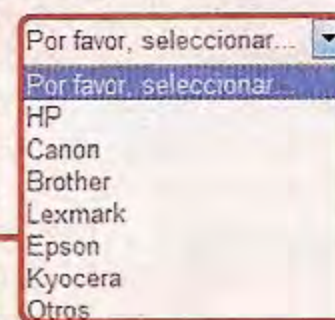 Por favor, seleccionar...
Por favor, seleccionar...
HP
Canon
Brother
Lexmark
Epson
Kyocera
Otros